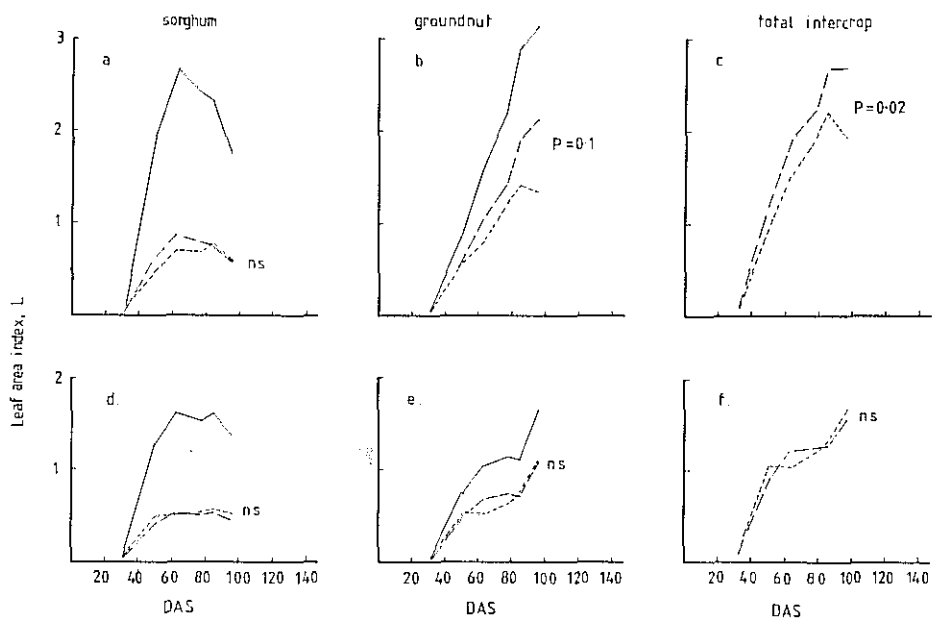 sorghum
groundnut
total intercrop
3
2
1
a
b
c
ns
P=0·1
P=0·02
Leaf area index, L
2
1
d.
e.
f.
ns
ns
ns
20 40 60 80 100 120 140
20 40 60 80 100 120 140
20 40 60 80 100 120 140
DAS
DAS
DAS